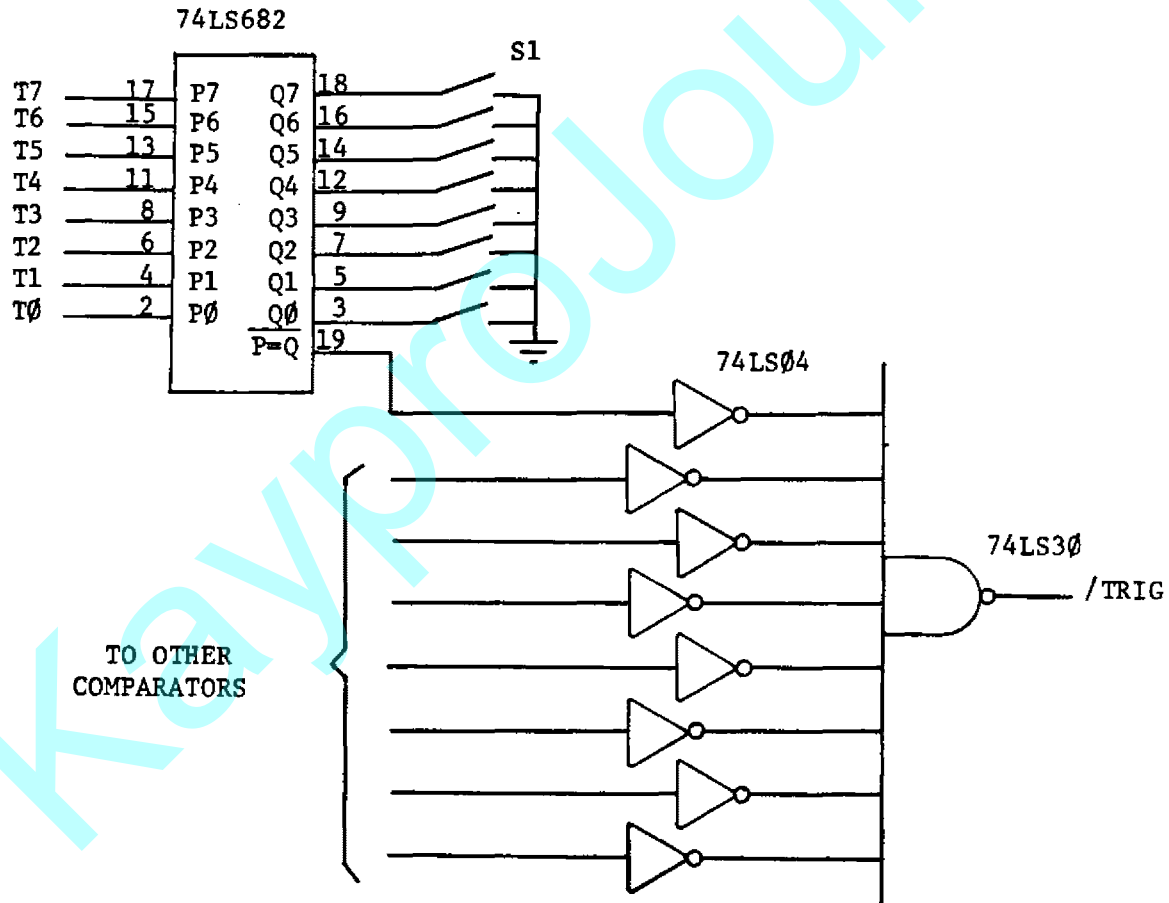 74LS682
S1
T7 17 P7 Q7 18
T6 15 P6 Q6 16
T5 13 P5 Q5 14
T4 11 P4 Q4 12
T3 8 P3 Q3 9
T2 6 P2 Q2 7
T1 4 P1 Q1 5
TØ 2 PØ QØ 3
P=Q 19
74LSØ4
74LS3Ø
/TRIG
TO OTHER
COMPARATORS
KayproJour